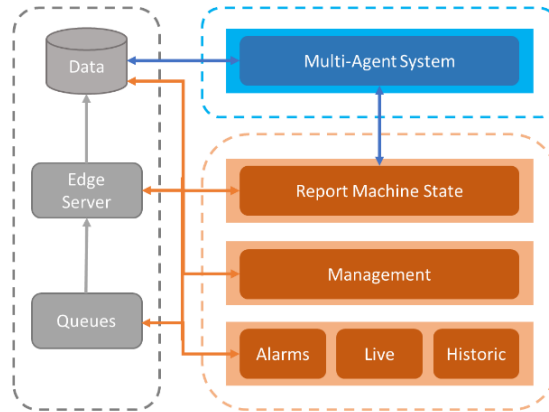 Data
Multi-Agent System
Edge
Server
Report Machine State
Management
Queues
Alarms
Live
Historic